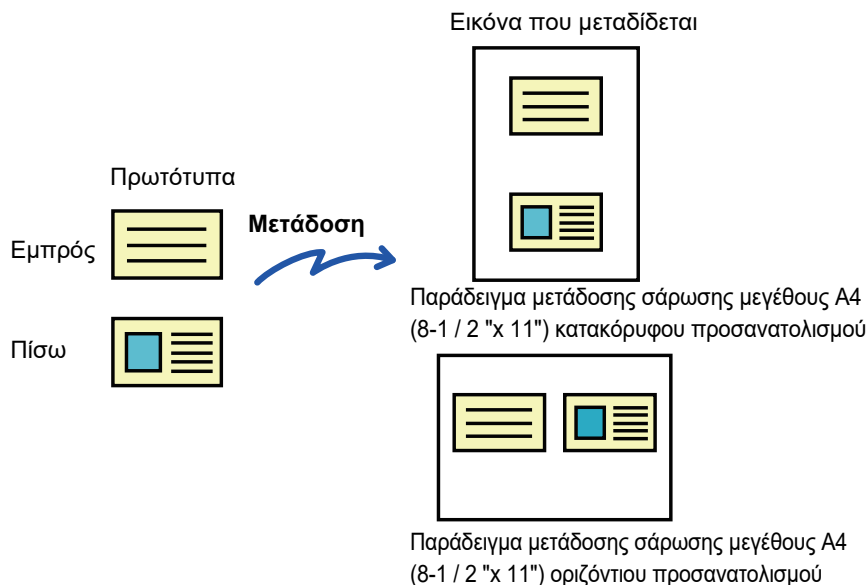 Εικόνα που μεταδίδεται
Πρωτότυπα
Μετάδοση
Εμπρός
Πίσω
Παράδειγμα μετάδοσης σάρωσης μεγέθους A4
(8-1 / 2 "x 11") κατακόρυφου προσανατολισμού
Παράδειγμα μετάδοσης σάρωσης μεγέθους A4
(8-1 / 2 "x 11") οριζόντιου προσανατολισμού